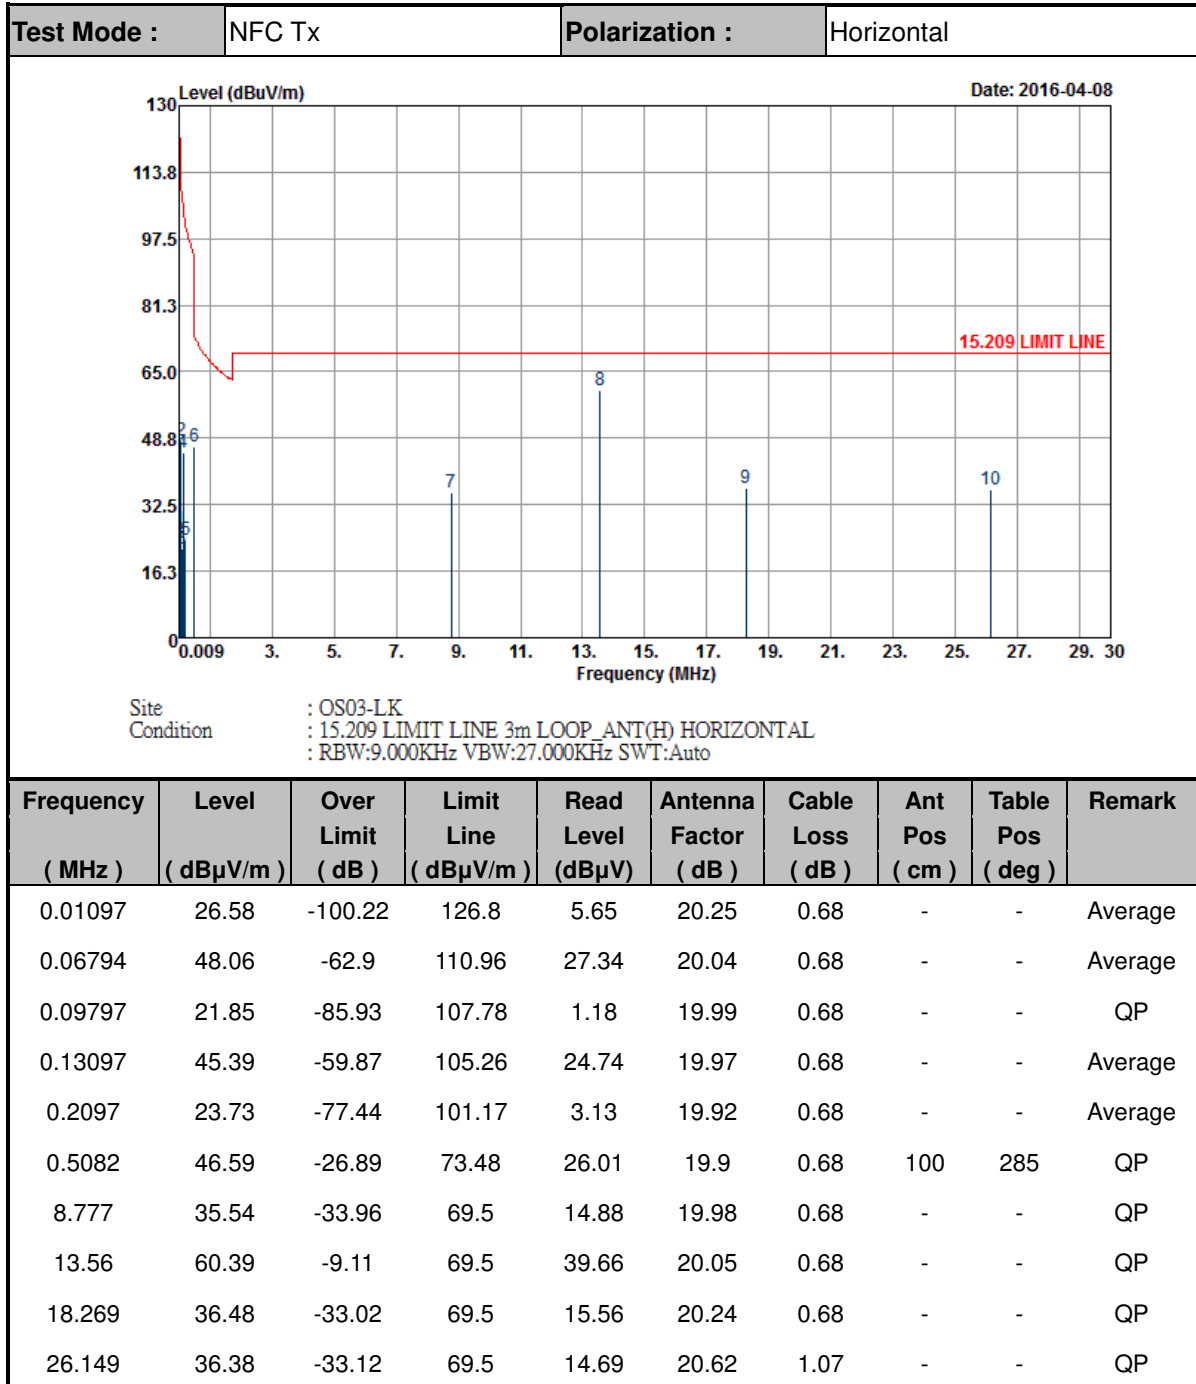 Test Mode : NFC Tx Polarization : Horizontal
Level (dBuV/m) Date: 2016-04-08
130
113.8
97.5
81.3
15.209 LIMIT LINE
65.0
8
48.8
2
4
6
7
9
10
32.5
5
16.3
0
0.009 3. 5. 7. 9. 11. 13. 15. 17. 19. 21. 23. 25. 27. 29. 30
Frequency (MHz)
Site : OS03-LK
Condition : 15.209 LIMIT LINE 3m LOOP_ANT(H) HORIZONTAL
: RBW:9.000KHz VBW:27.000KHz SWT:Auto
Frequency Level Over Limit Read Antenna Cable Ant Table Remark
Limit Line Level Factor Loss Pos Pos
( MHz ) ( dBµV/m ) ( dB ) ( dBµV/m ) (dBµV) ( dB ) ( dB ) ( cm ) ( deg )
0.01097 26.58 -100.22 126.8 5.65 20.25 0.68 - - Average
0.06794 48.06 -62.9 110.96 27.34 20.04 0.68 - - Average
0.09797 21.85 -85.93 107.78 1.18 19.99 0.68 - - QP
0.13097 45.39 -59.87 105.26 24.74 19.97 0.68 - - Average
0.2097 23.73 -77.44 101.17 3.13 19.92 0.68 - - Average
0.5082 46.59 -26.89 73.48 26.01 19.9 0.68 100 285 QP
8.777 35.54 -33.96 69.5 14.88 19.98 0.68 - - QP
13.56 60.39 -9.11 69.5 39.66 20.05 0.68 - - QP
18.269 36.48 -33.02 69.5 15.56 20.24 0.68 - - QP
26.149 36.38 -33.12 69.5 14.69 20.62 1.07 - - QP